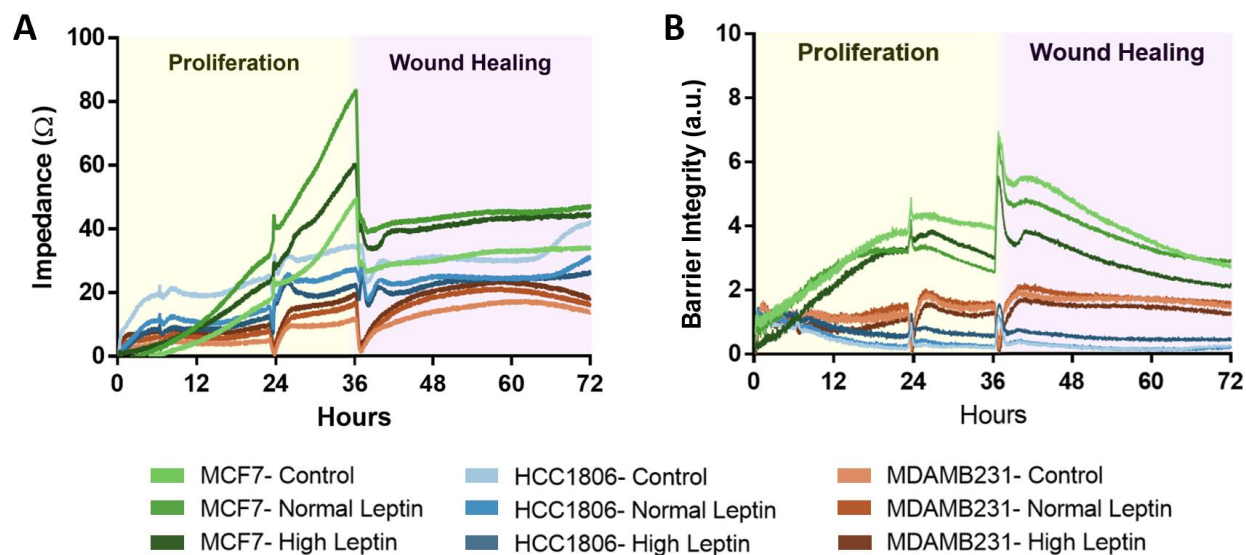 A
Impedance (Ω)
100
80
60
40
20
0
Proliferation
Wound Healing
0 12 24 36 48 60 72
Hours
B
Barrier Integrity (a.u.)
10
8
6
4
2
0
Proliferation
Wound Healing
0 12 24 36 48 60 72
Hours
MCF7- Control
MCF7- Normal Leptin
MCF7- High Leptin
HCC1806- Control
HCC1806- Normal Leptin
HCC1806- High Leptin
MDAMB231- Control
MDAMB231- Normal Leptin
MDAMB231- High Leptin